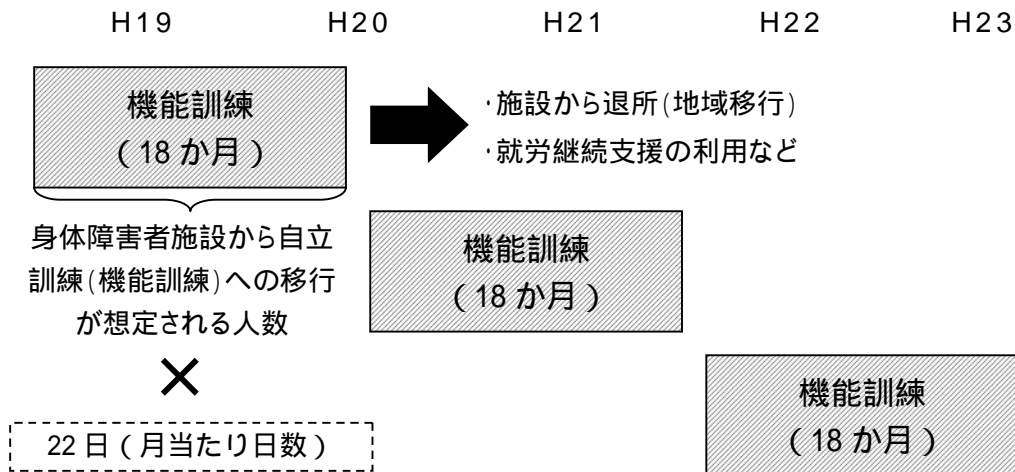 H19 H20 H21 H22 H23
機能訓練
（18か月）
･施設から退所(地域移行)
･就労継続支援の利用など
身体障害者施設から自立
訓練(機能訓練)への移行
が想定される人数
×
22日（月当たり日数）
機能訓練
（18か月）
機能訓練
（18か月）